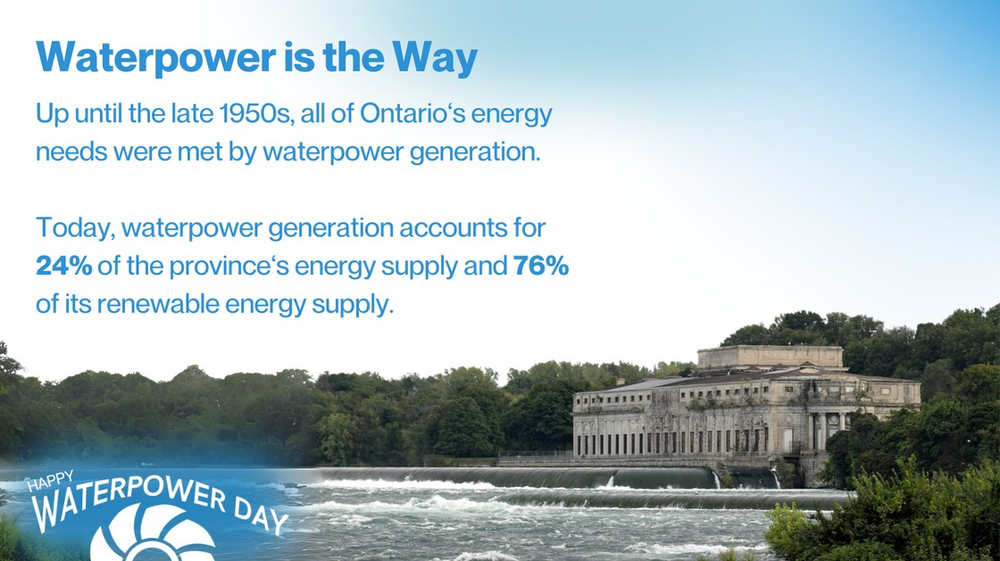 Waterpower is the Way
Up until the late 1950s, all of Ontario‘s energy
needs were met by waterpower generation.
Today, waterpower generation accounts for
24% of the province‘s energy supply and 76%
of its renewable energy supply.
HAPPY
WATERPOWER DAY